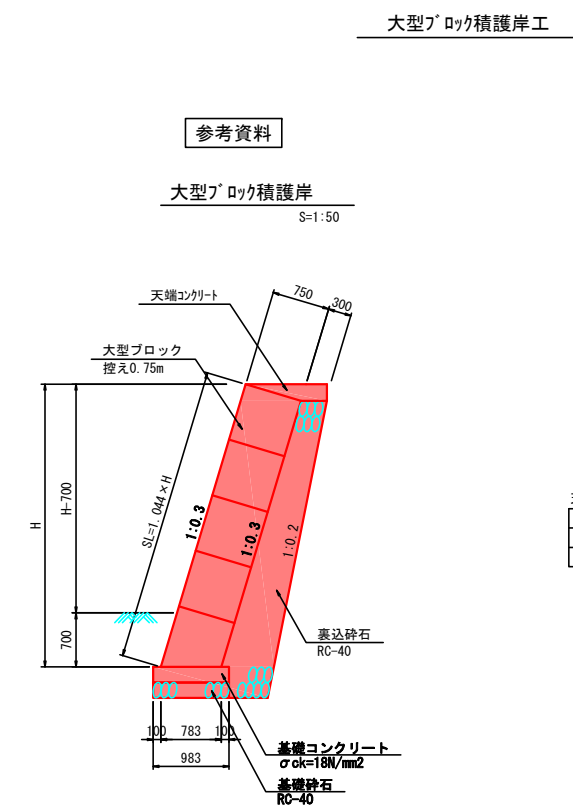 大型ブロック積護岸工
参考資料
大型ブロック積護岸
S=1:50
750
300
天端コンクリート
大型ブロック
控え0.75m
H
H-700
SL=1.044×H
1:0.3
1:0.3
1:0.2
700
裏込砕石
RC-40
100 783 100
983
基礎コンクリート
σck=18N/mm2
基礎砕石
RC-40